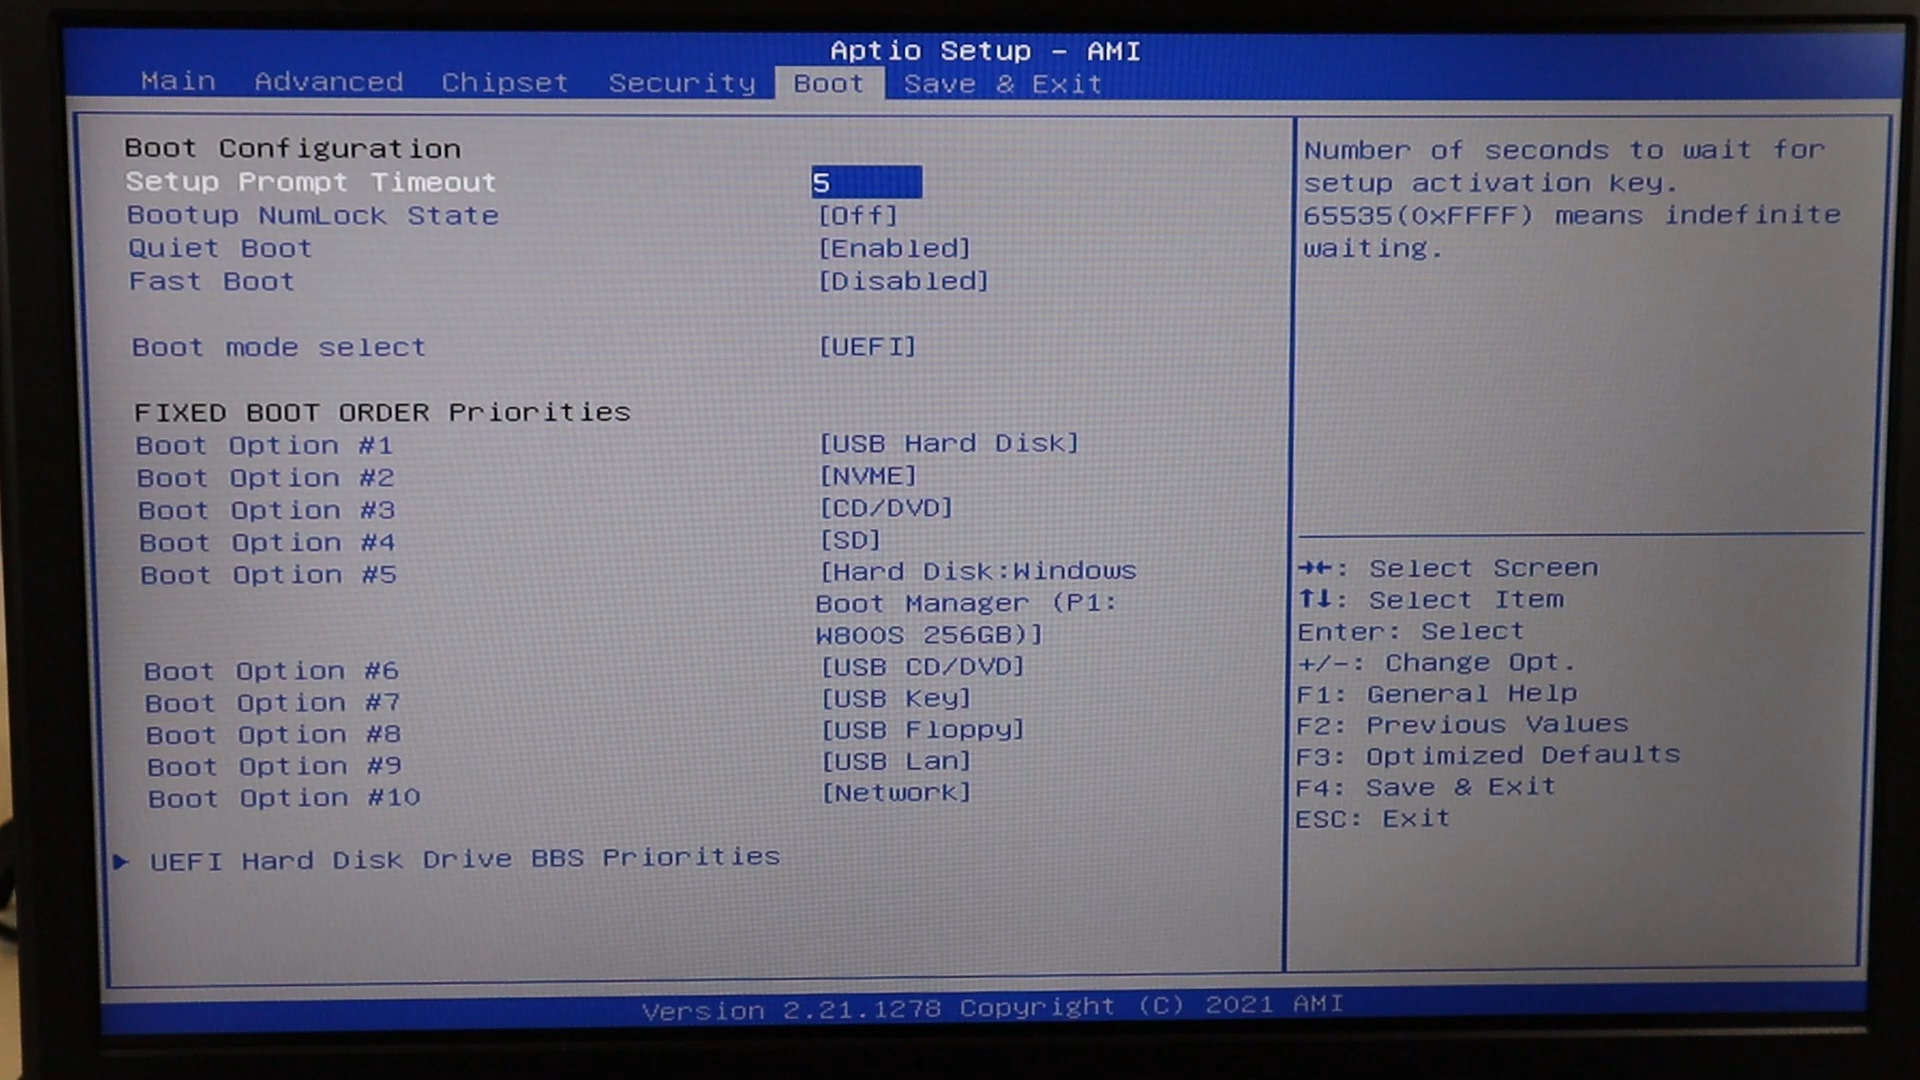 Aptio Setup - AMI
Main Advanced Chipset Security Boot Save & Exit
Boot Configuration
Setup Prompt Timeout 5
Bootup NumLock State [Off]
Quiet Boot [Enabled]
Fast Boot [Disabled]
Boot mode select [UEFI]
FIXED BOOT ORDER Priorities
Boot Option #1 [USB Hard Disk]
Boot Option #2 [NVME]
Boot Option #3 [CD/DVD]
Boot Option #4 [SD]
Boot Option #5 [Hard Disk:Windows
Boot Manager (P1:
W800S 256GB)]
Boot Option #6 [USB CD/DVD]
Boot Option #7 [USB Key]
Boot Option #8 [USB Floppy]
Boot Option #9 [USB Lan]
Boot Option #10 [Network]
▶ UEFI Hard Disk Drive BBS Priorities
Number of seconds to wait for
setup activation key.
65535(0xFFFF) means indefinite
waiting.
→←: Select Screen
↑↓: Select Item
Enter: Select
+/-: Change Opt.
F1: General Help
F2: Previous Values
F3: Optimized Defaults
F4: Save & Exit
ESC: Exit
Version 2.21.1278 Copyright (C) 2021 AMI